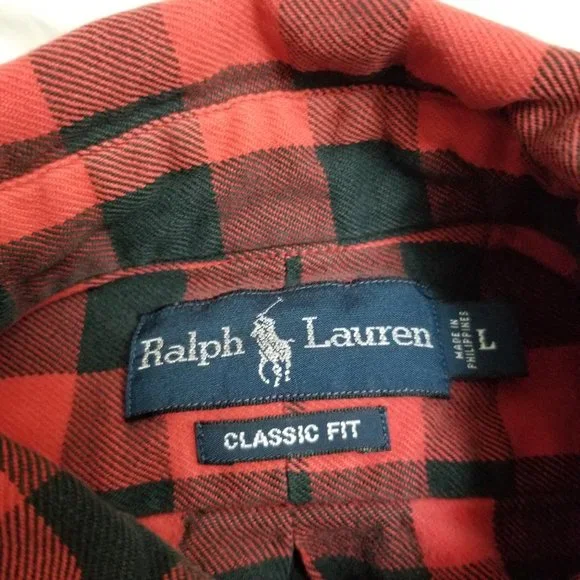 Ralph Lauren
MADE IN
PHILIPPINES
L
CLASSIC FIT